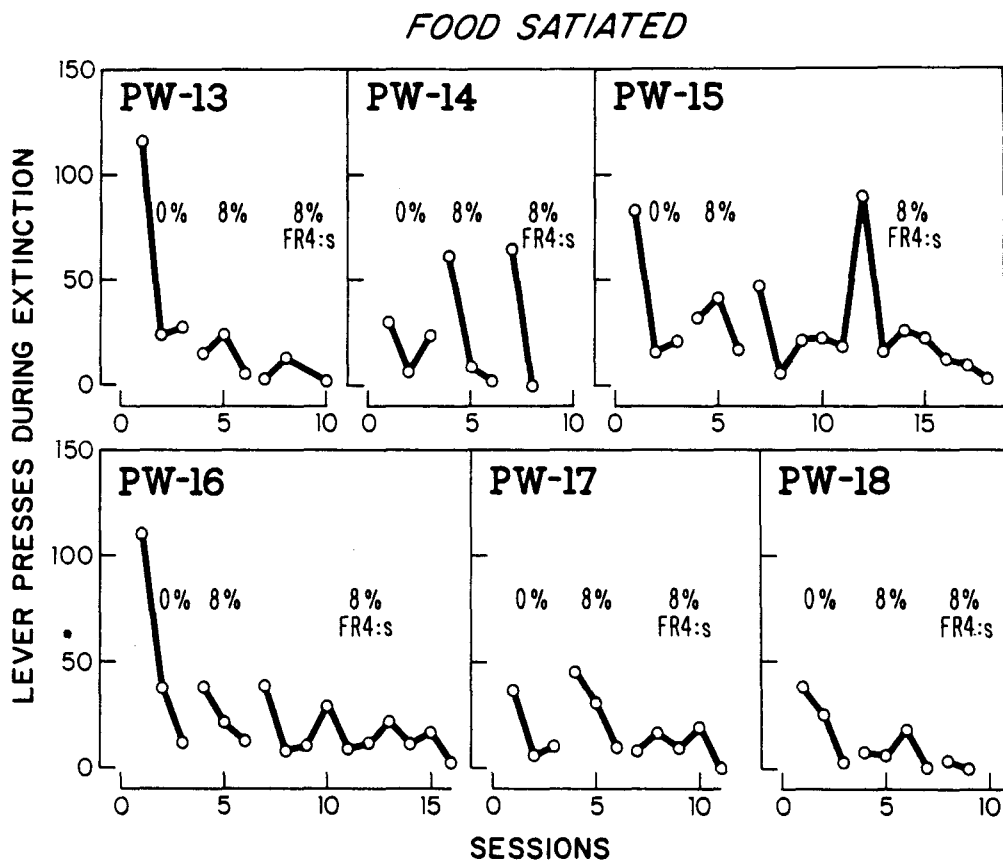 FOOD SATIATED
LEVER PRESSES DURING EXTINCTION
150
100
50
0
PW-13
0% 8% 8%
FR4:s
0 5 10
PW-14
0% 8% 8%
FR4:s
0 5 10
PW-15
0% 8% 8%
FR4:s
0 5 10 15
150
100
50
0
PW-16
0% 8% 8%
FR4:s
0 5 10 15
PW-17
0% 8% 8%
FR4:s
0 5 10
PW-18
0% 8% 8%
FR4:s
0 5 10
SESSIONS